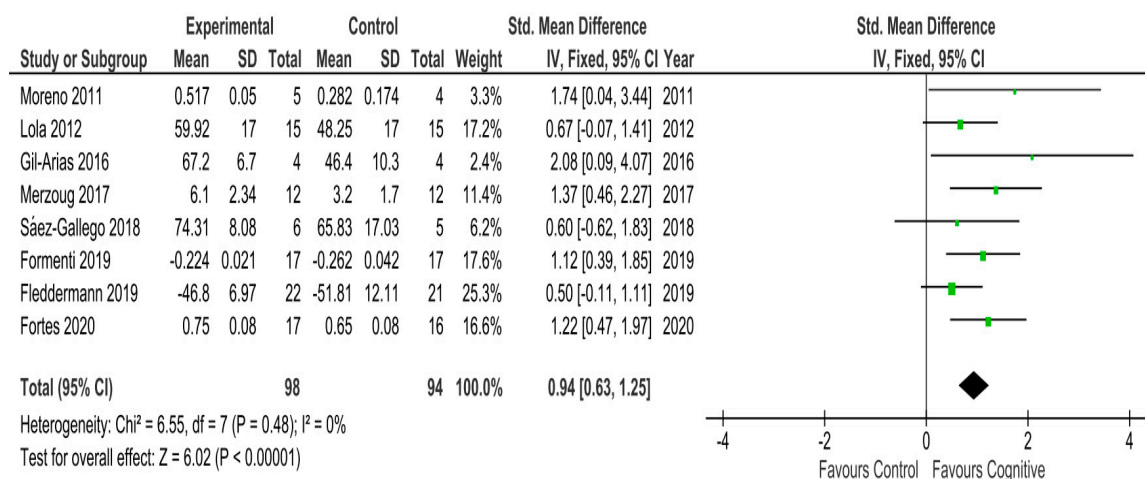 Experimental Control Std. Mean Difference Std. Mean Difference
Study or Subgroup Mean SD Total Mean SD Total Weight IV, Fixed, 95% CI Year IV, Fixed, 95% CI
Moreno 2011 0.517 0.05 5 0.282 0.174 4 3.3% 1.74 [0.04, 3.44] 2011
Lola 2012 59.92 17 15 48.25 17 15 17.2% 0.67 [-0.07, 1.41] 2012
Gil-Arias 2016 67.2 6.7 4 46.4 10.3 4 2.4% 2.08 [0.09, 4.07] 2016
Merzoug 2017 6.1 2.34 12 3.2 1.7 12 11.4% 1.37 [0.46, 2.27] 2017
Sáez-Gallego 2018 74.31 8.08 6 65.83 17.03 5 6.2% 0.60 [-0.62, 1.83] 2018
Formenti 2019 -0.224 0.021 17 -0.262 0.042 17 17.6% 1.12 [0.39, 1.85] 2019
Fleddermann 2019 -46.8 6.97 22 -51.81 12.11 21 25.3% 0.50 [-0.11, 1.11] 2019
Fortes 2020 0.75 0.08 17 0.65 0.08 16 16.6% 1.22 [0.47, 1.97] 2020
Total (95% CI) 98 94 100.0% 0.94 [0.63, 1.25]
Heterogeneity: Chi² = 6.55, df = 7 (P = 0.48); I² = 0%
Test for overall effect: Z = 6.02 (P < 0.00001)
-4 -2 0 2 4
Favours Control Favours Cognitive